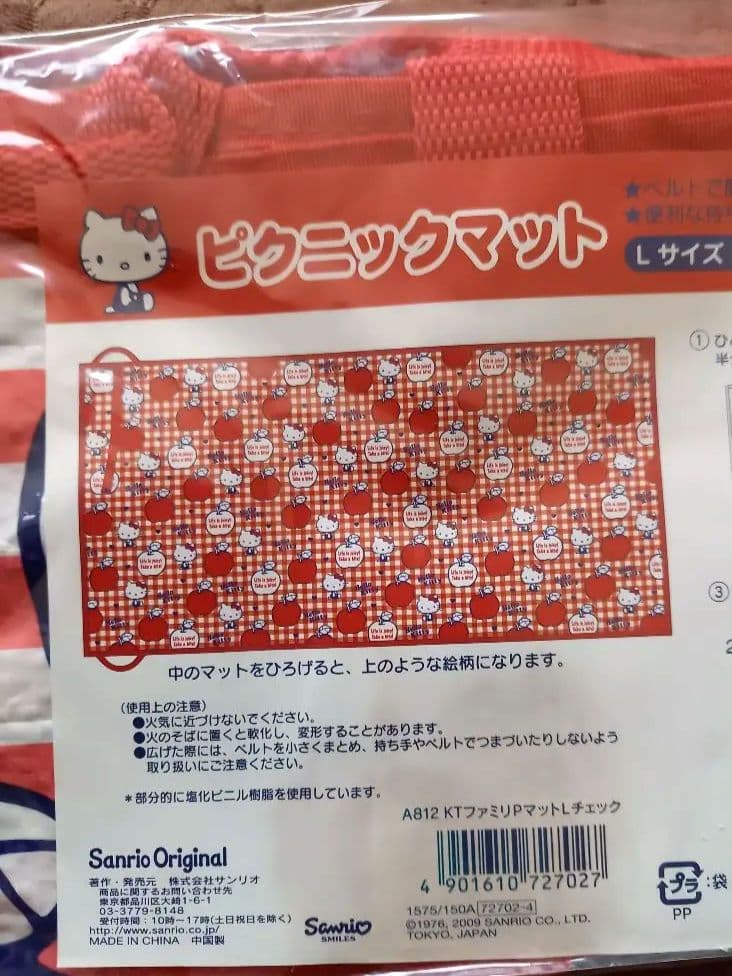 ★ベルトで
★便利な持
ピクニックマット
Lサイズ
① ひ
半
Life is juicy!
Take a bite!
Hello Kitty
③
2
中のマットをひろげると、上のような絵柄になります。
〈使用上の注意〉
●火気に近づけないでください。
●火のそばに置くと軟化し、変形することがあります。
●広げた際には、ベルトを小さくまとめ、持ち手やベルトでつまづいたりしないよう
取り扱いにご注意ください。
*部分的に塩化ビニル樹脂を使用しています。
A812 KTファミリPマットLチェック
4 901610 727027
1575/150A 72702-4
©1976, 2009 SANRIO CO., LTD.
TOKYO, JAPAN
プラ :袋
PP
Sanrio Original
著作・発売元 株式会社サンリオ
商品に関するお問い合わせ先
東京都品川区大崎1-6-1
03-3779-8148
受付時間:10時〜17時(土日祝日を除く)
http://www.sanrio.co.jp/
MADE IN CHINA 中国製
Sanrio
SMILES